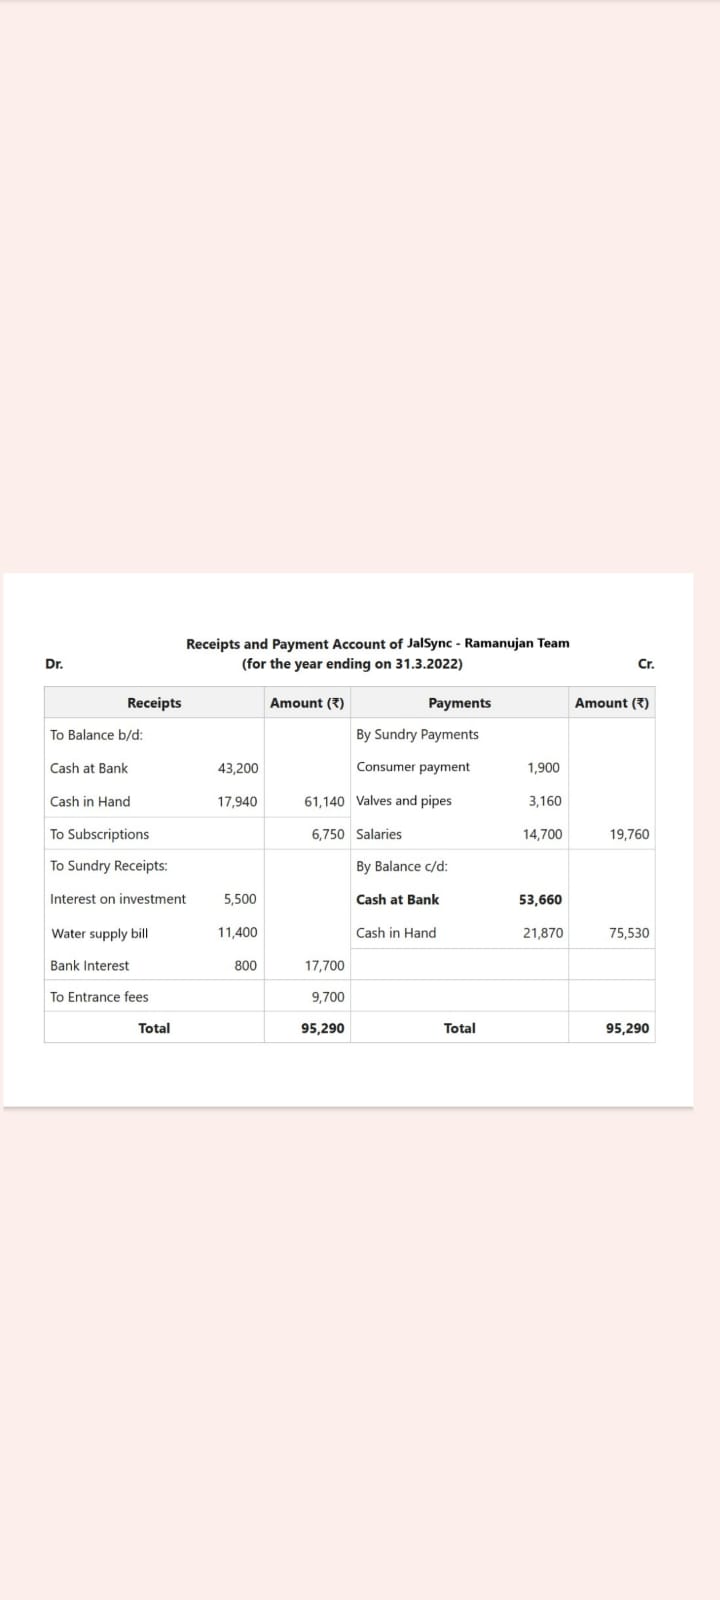 Receipts and Payment Account of JalSync - Ramanujan Team
Dr. (for the year ending on 31.3.2022) Cr.
Receipts Amount (₹) Payments Amount (₹)
To Balance b/d: By Sundry Payments
Cash at Bank 43,200 Consumer payment 1,900
Cash in Hand 17,940 61,140 Valves and pipes 3,160
To Subscriptions 6,750 Salaries 14,700 19,760
To Sundry Receipts: By Balance c/d:
Interest on investment 5,500 Cash at Bank 53,660
Water supply bill 11,400 Cash in Hand 21,870 75,530
Bank Interest 800 17,700
To Entrance fees 9,700
Total 95,290 Total 95,290